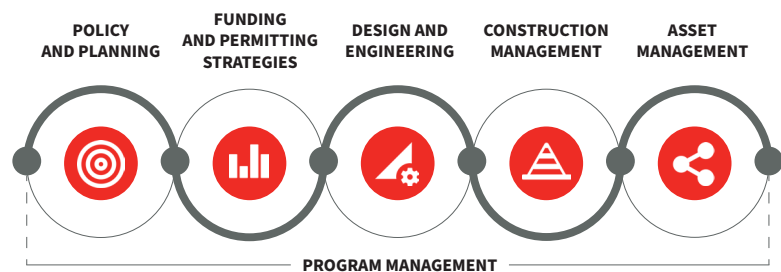 POLICY
AND PLANNING
FUNDING
AND PERMITTING
STRATEGIES
DESIGN AND
ENGINEERING
CONSTRUCTION
MANAGEMENT
ASSET
MANAGEMENT
PROGRAM MANAGEMENT